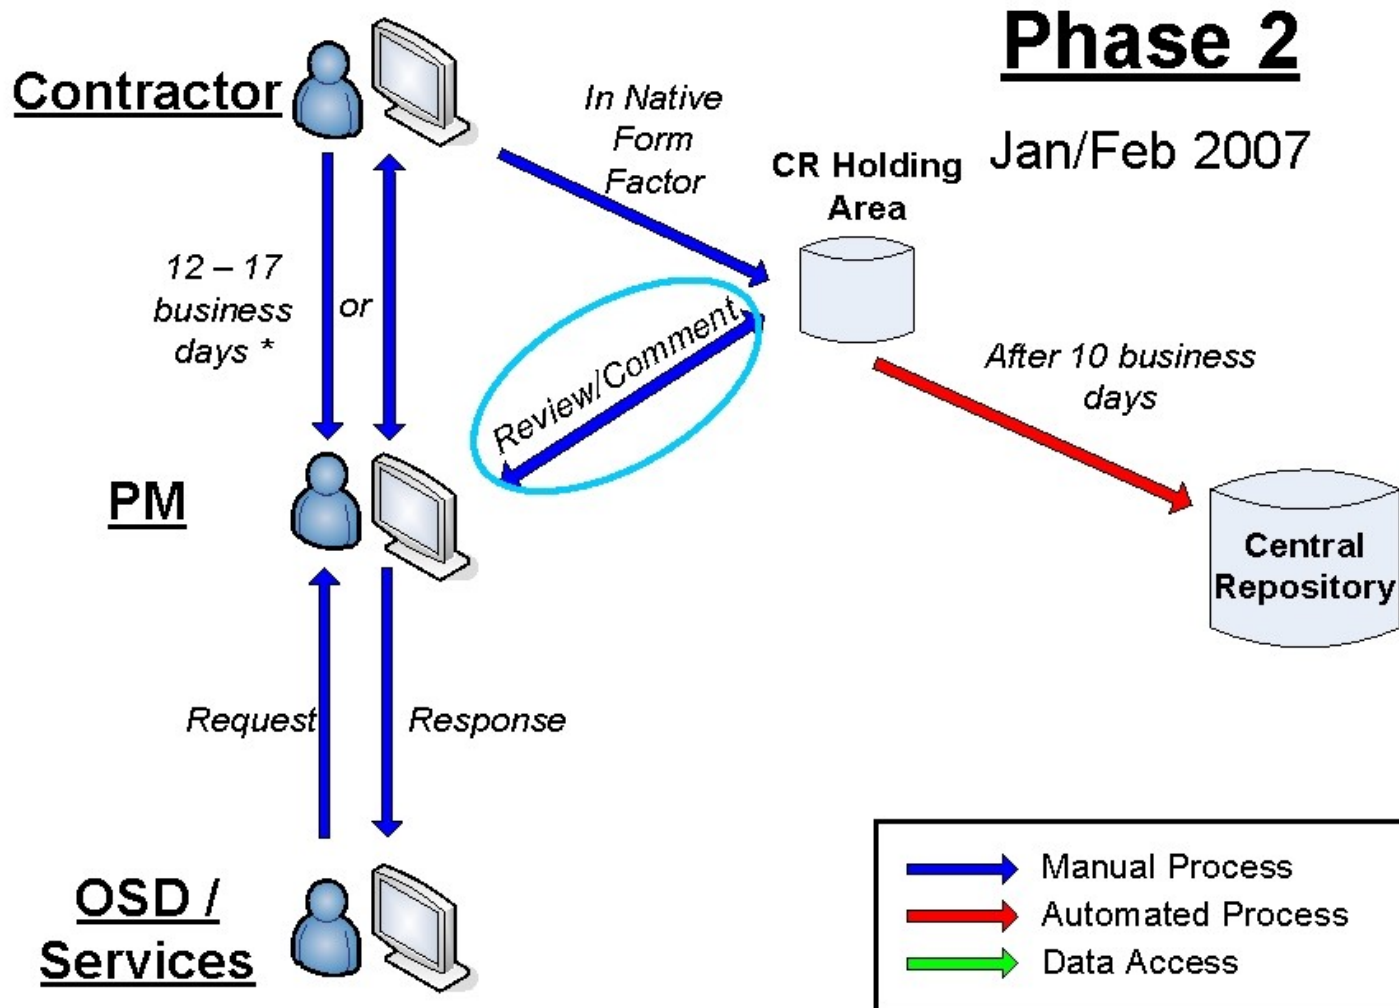 Phase 2
Jan/Feb 2007
Contractor
In Native
Form
Factor
CR Holding
Area
12 – 17
business
days *
or
Review/Comment
After 10 business
days
PM
Central
Repository
Request
Response
OSD /
Services
Manual Process
Automated Process
Data Access